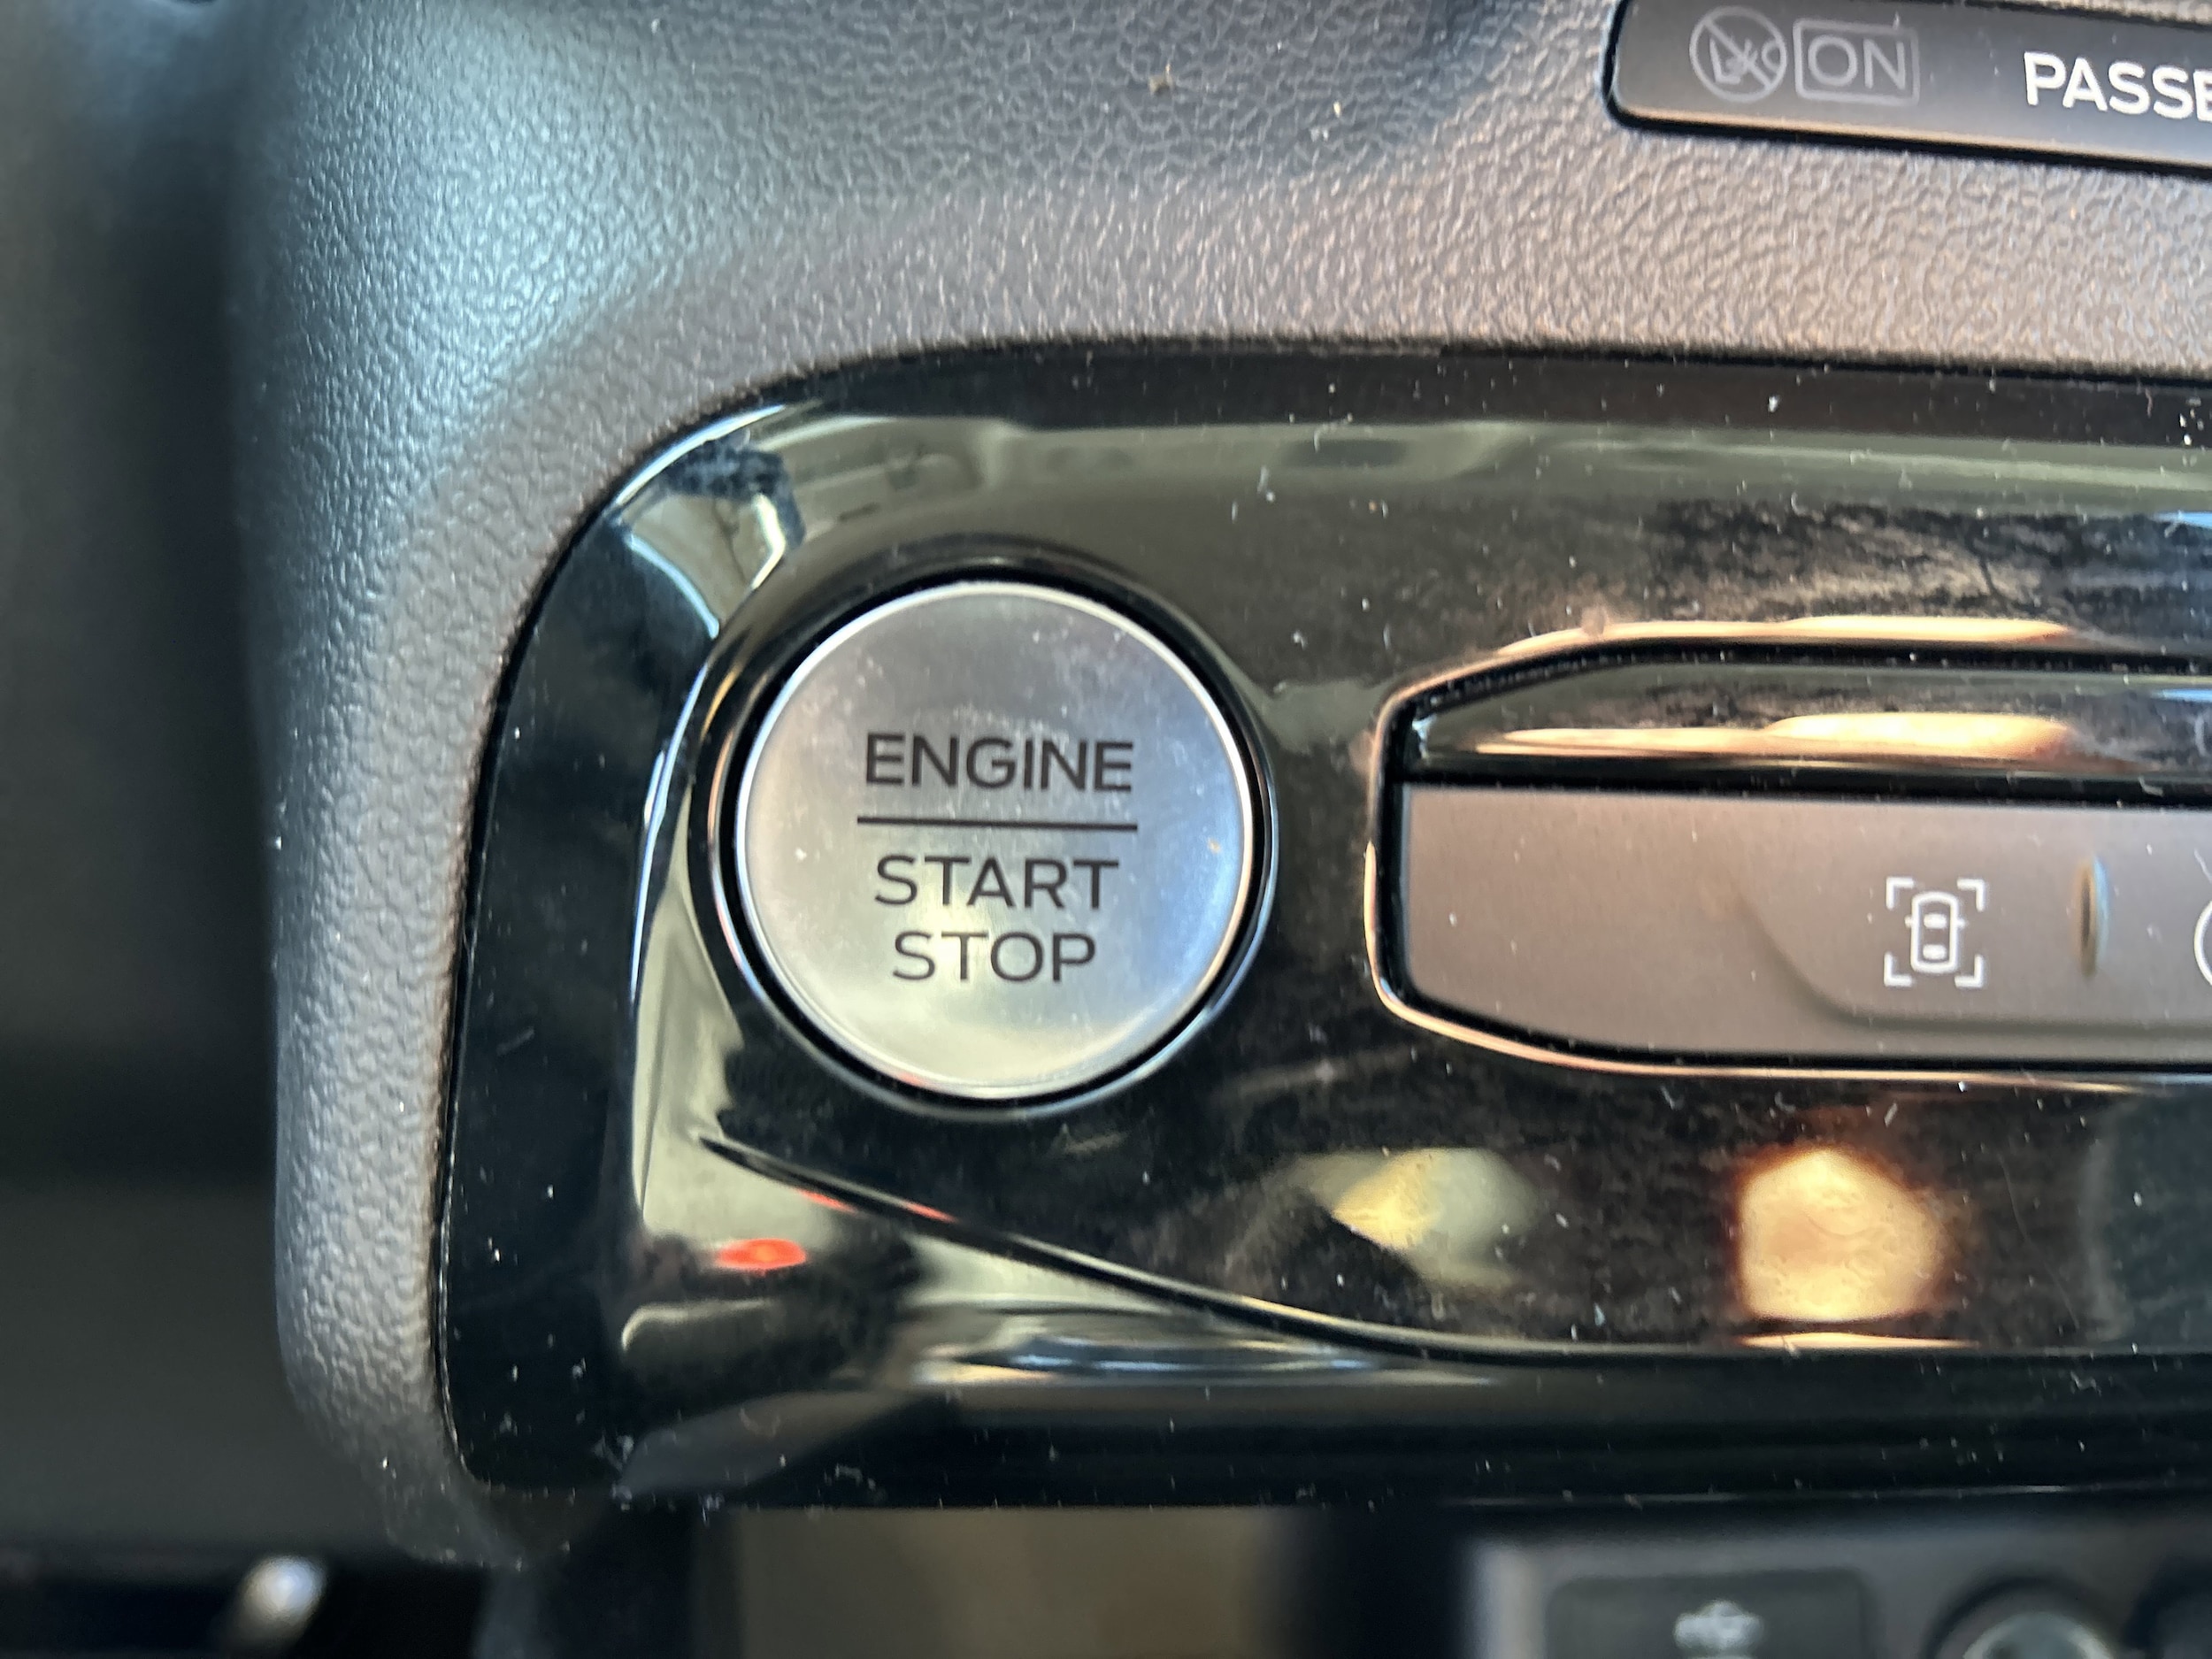 ON PASSE
ENGINE
START
STOP